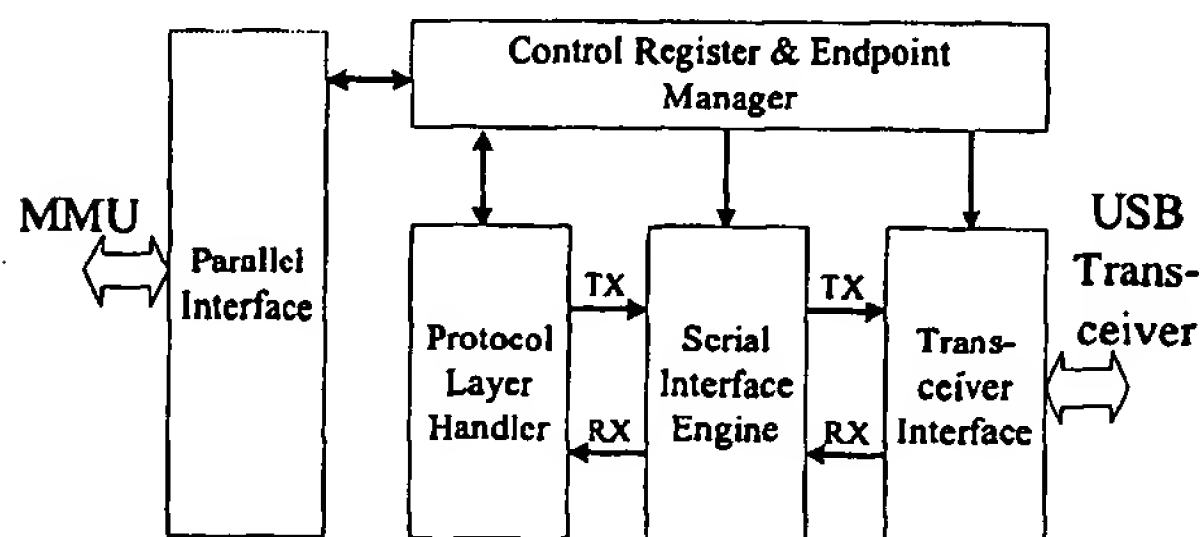 Control Register & Endpoint
Manager
MMU
Parallel
Interface
USB
Trans-
ceiver
TX
TX
Protocol
Layer
Handler
Serial
Interface
Engine
Trans-
ceiver
Interface
RX
RX